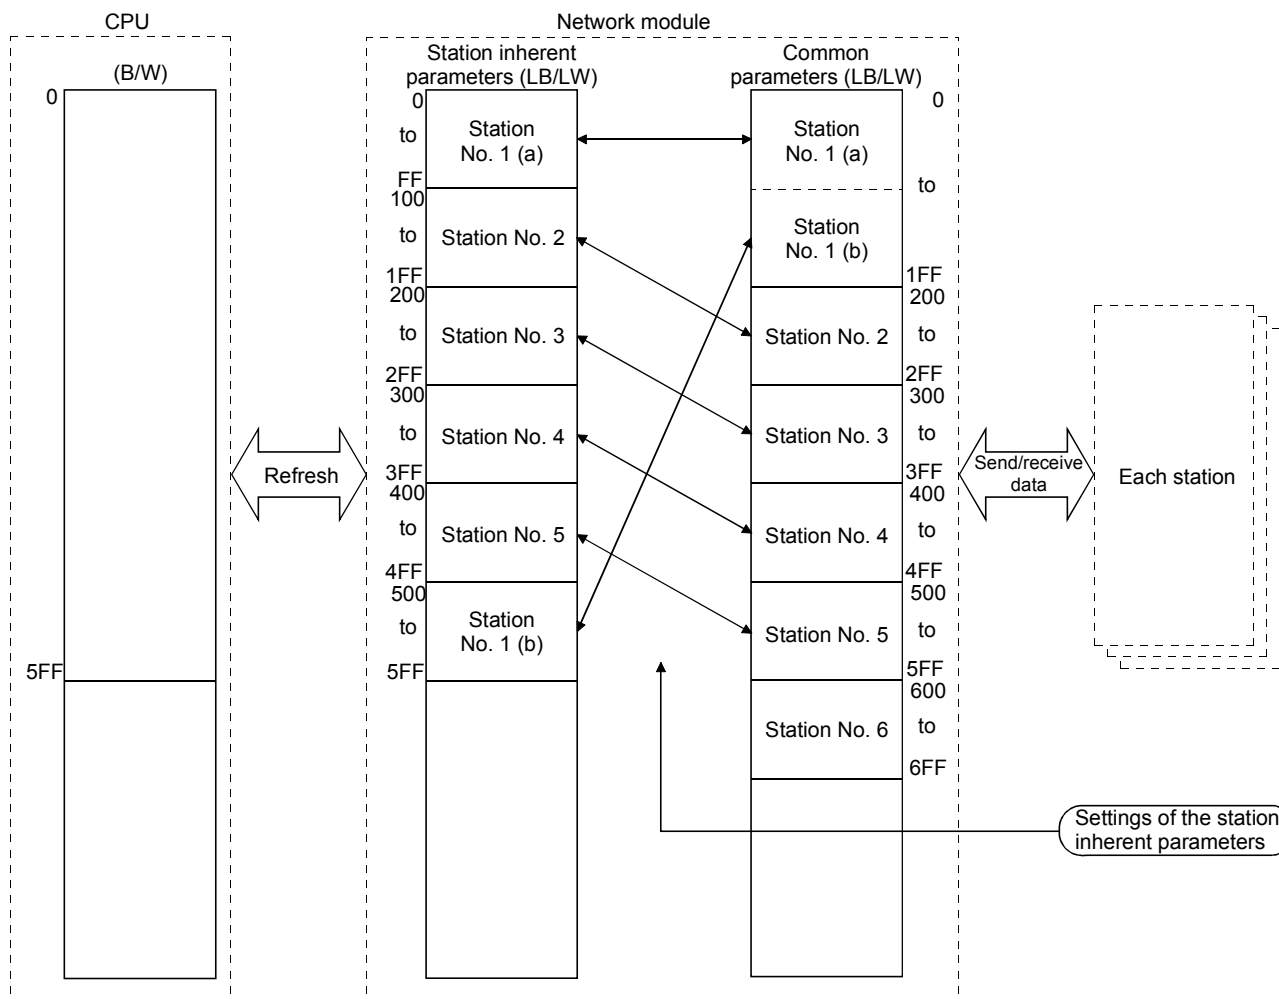 CPU
Network module
(B/W)
0
5FF
Refresh
Station inherent
parameters (LB/LW)
0
to
FF
Station
No. 1 (a)
100
to
1FF
Station No. 2
200
to
2FF
Station No. 3
300
to
3FF
Station No. 4
400
to
4FF
Station No. 5
500
to
5FF
Station
No. 1 (b)
Common
parameters (LB/LW)
Station
No. 1 (a)
0
to
Station
No. 1 (b)
1FF
Station No. 2
200
to
2FF
Station No. 3
300
to
3FF
Station No. 4
400
to
4FF
Station No. 5
500
to
5FF
Station No. 6
600
to
6FF
Send/receive
data
Each station
Settings of the station
inherent parameters